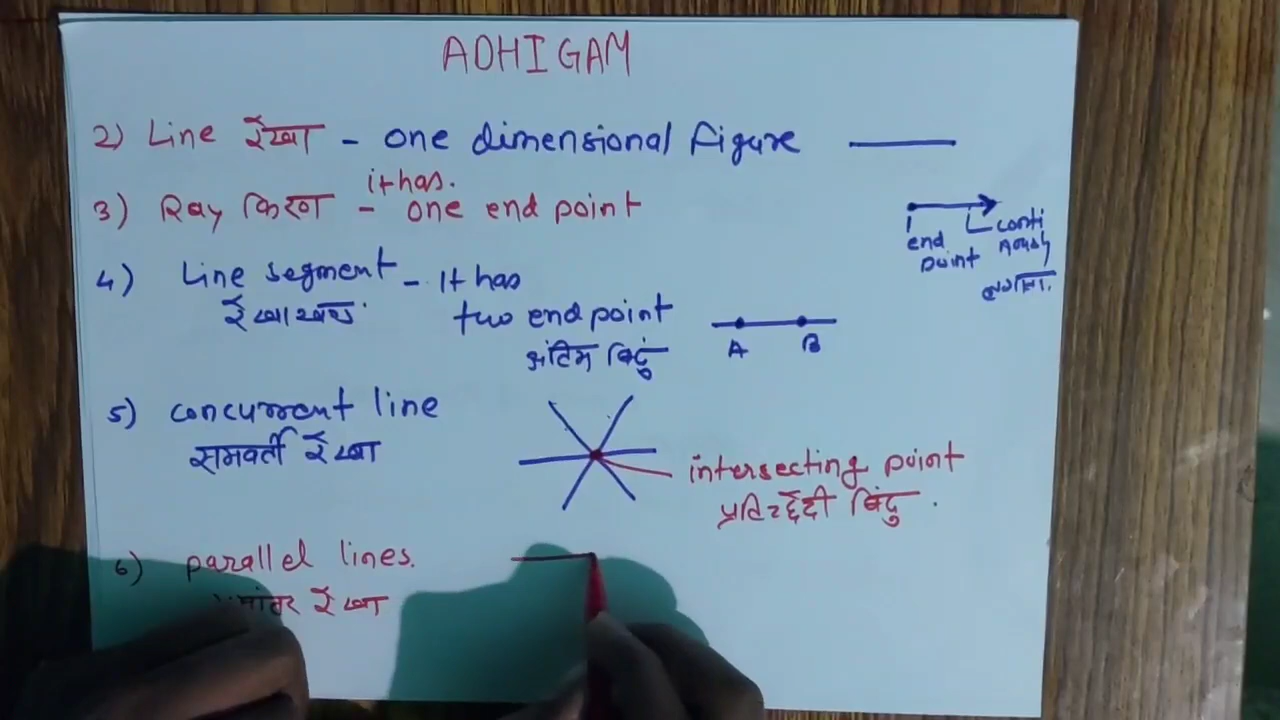 ADHIGAM
2) Line रेखा - one dimensional figure
it has.
3) Ray किरण - one end point
end point
conti
4) Line segment - It has
रेखाखंड
two end point
अंतिम बिंदु
A B
5) concurrent line
समवर्ती रेखा
intersecting point
प्रतिच्छेदी बिंदु .
6) parallel lines.
रेखा